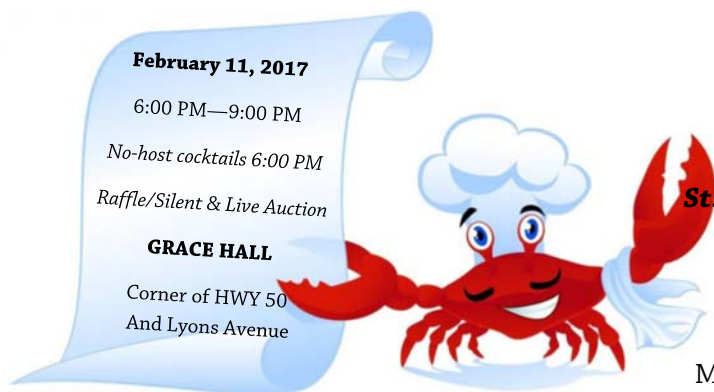 February 11, 2017
6:00 PM—9:00 PM
No-host cocktails 6:00 PM
Raffle/Silent & Live Auction
GRACE HALL
Corner of HWY 50
And Lyons Avenue
St.
M